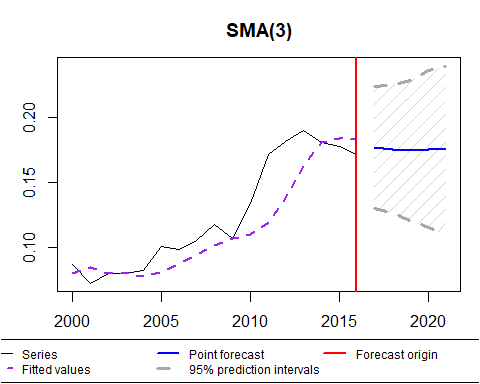 SMA(3)
0.20
0.15
0.10
2000 2005 2010 2015 2020
Series Point forecast Forecast origin
Fitted values 95% prediction intervals